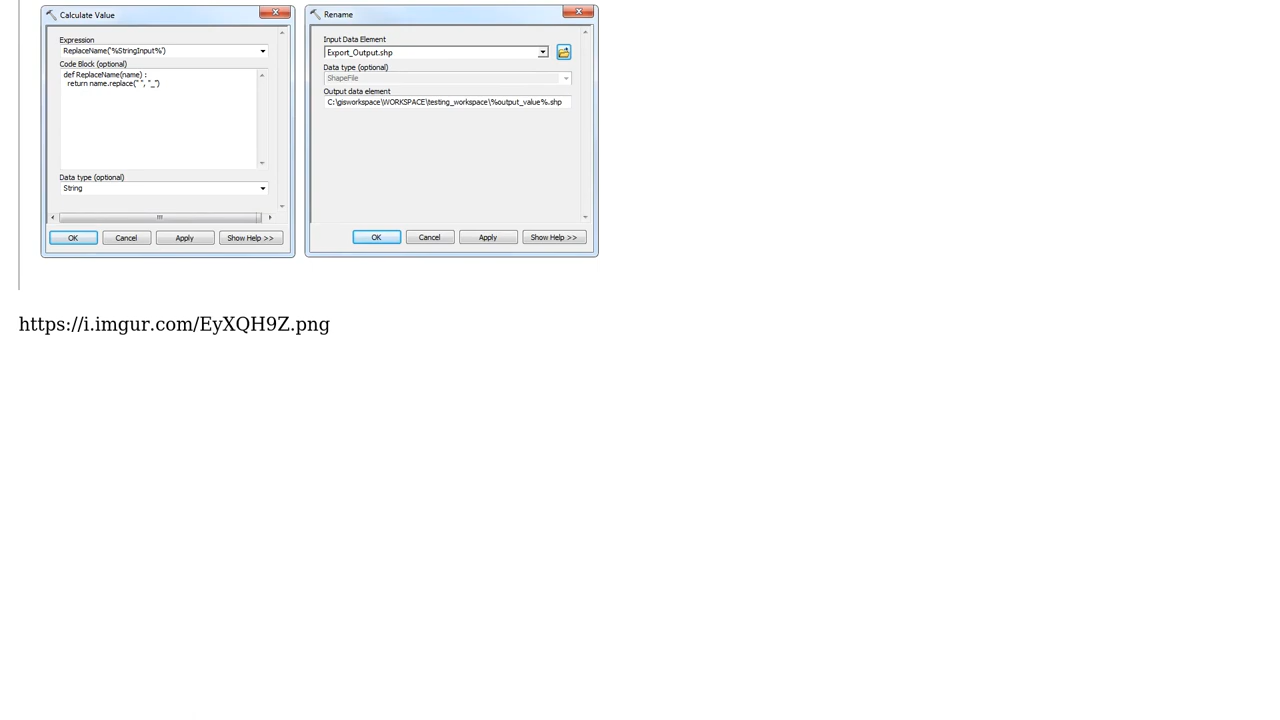 Calculate Value
Expression
ReplaceName('%StringInput%')
Code Block (optional)
def ReplaceName(name) :
return name.replace(" ", "_")
Data type (optional)
String
OK
Cancel
Apply
Show Help >>
Rename
Input Data Element
Export_Output.shp
Data type (optional)
ShapeFile
Output data element
C:\gisworkspace\WORKSPACE\testing_workspace\%output_value%.shp
OK
Cancel
Apply
Show Help >>
https://i.imgur.com/EyXQH9Z.png